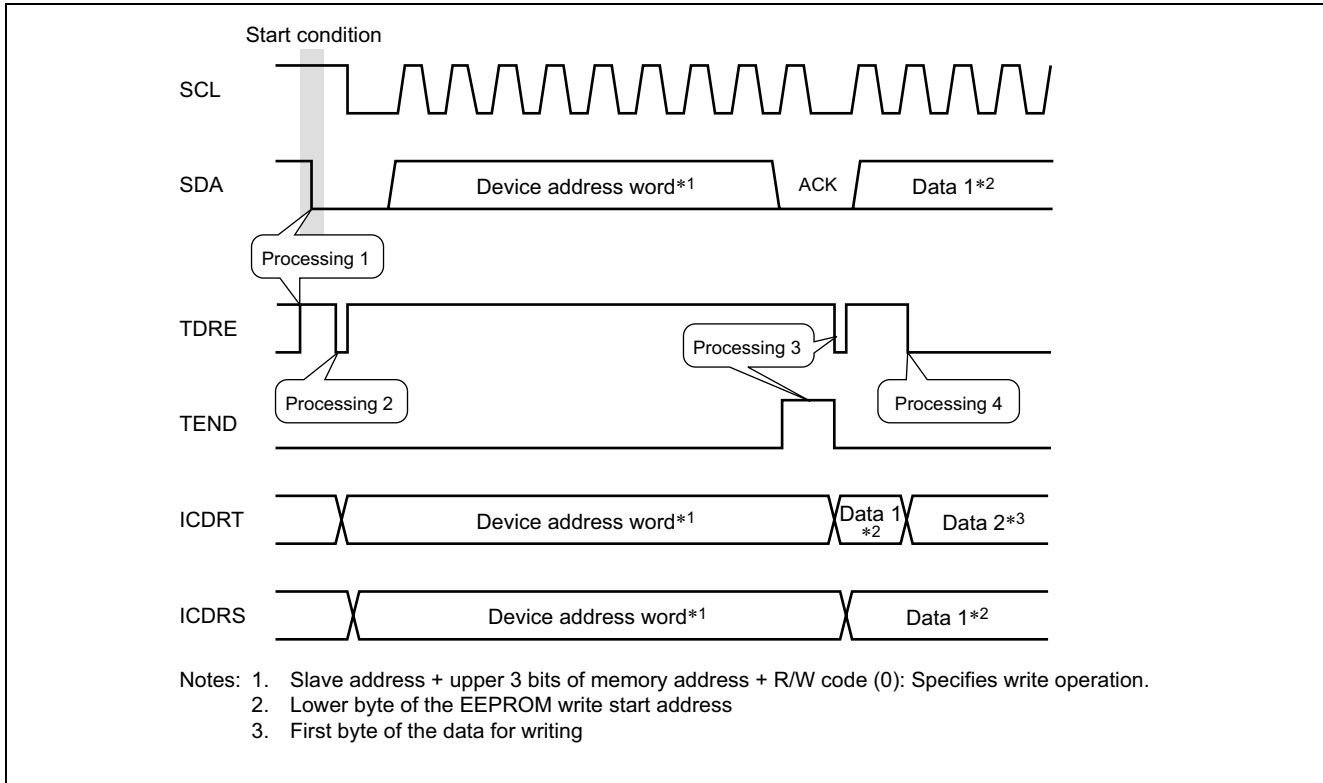 Start condition
SCL
SDA
Device address word*1
ACK
Data 1*2
Processing 1
TDRE
Processing 3
Processing 2
Processing 4
TEND
ICDRT
Device address word*1
Data 1
*2
Data 2*3
ICDRS
Device address word*1
Data 1*2
Notes: 1. Slave address + upper 3 bits of memory address + R/W code (0): Specifies write operation.
2. Lower byte of the EEPROM write start address
3. First byte of the data for writing